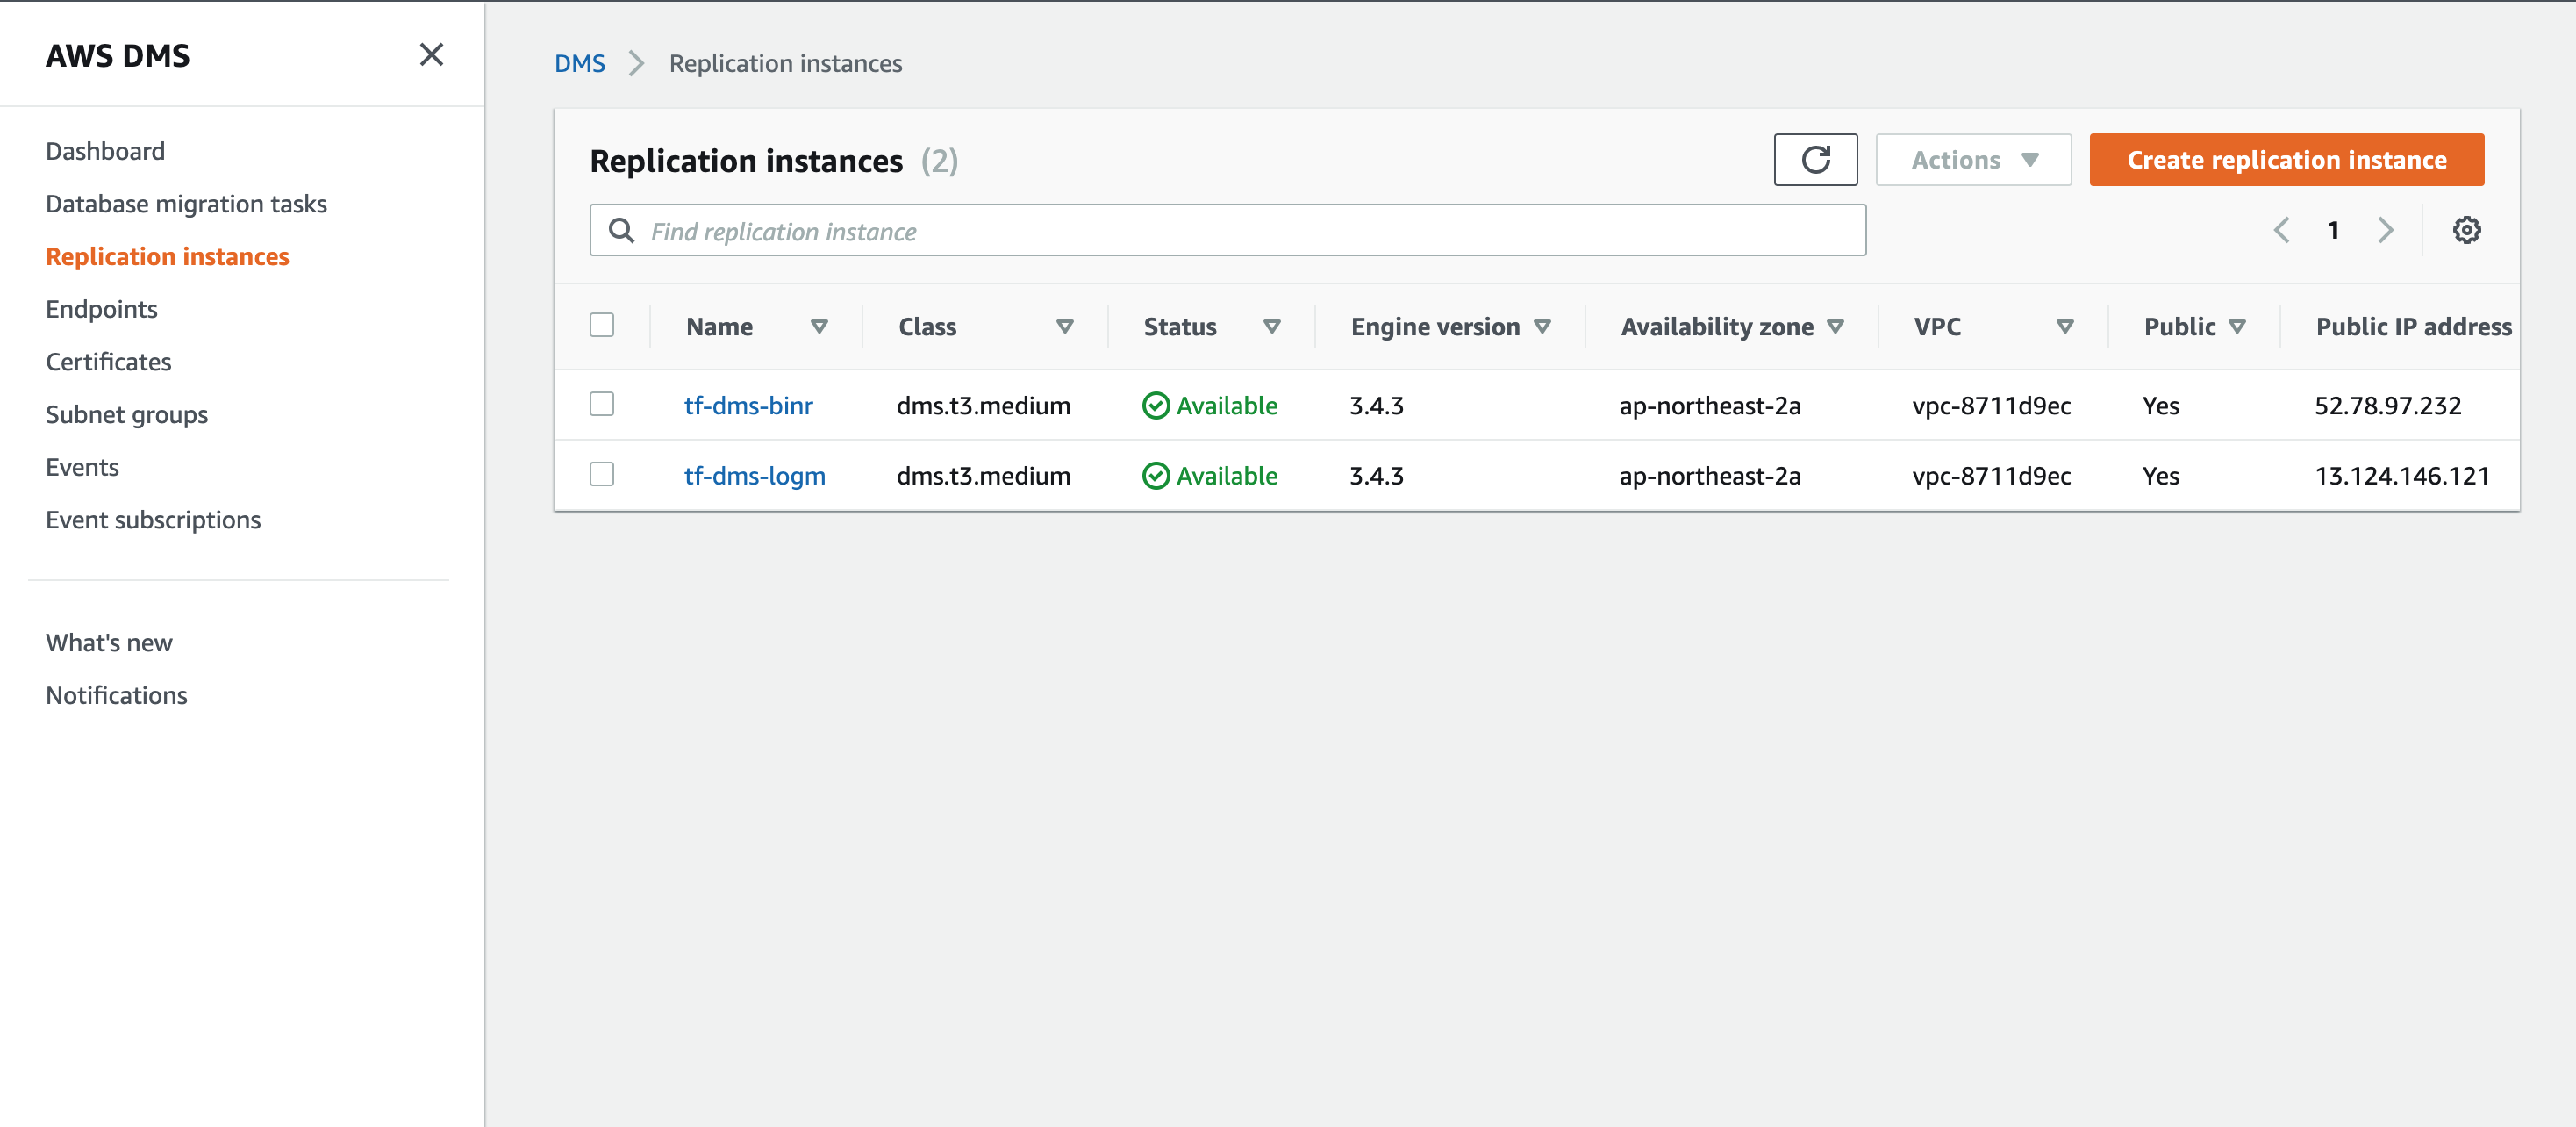 AWS DMS
Dashboard
Database migration tasks
Replication instances
Endpoints
Certificates
Subnet groups
Events
Event subscriptions
What's new
Notifications
DMS Replication instances
Replication instances (2)
Actions
Create replication instance
Find replication instance
1
Name Class Status Engine version Availability zone VPC Public Public IP address
tf-dms-binr dms.t3.medium Available 3.4.3 ap-northeast-2a vpc-8711d9ec Yes 52.78.97.232
tf-dms-logm dms.t3.medium Available 3.4.3 ap-northeast-2a vpc-8711d9ec Yes 13.124.146.121